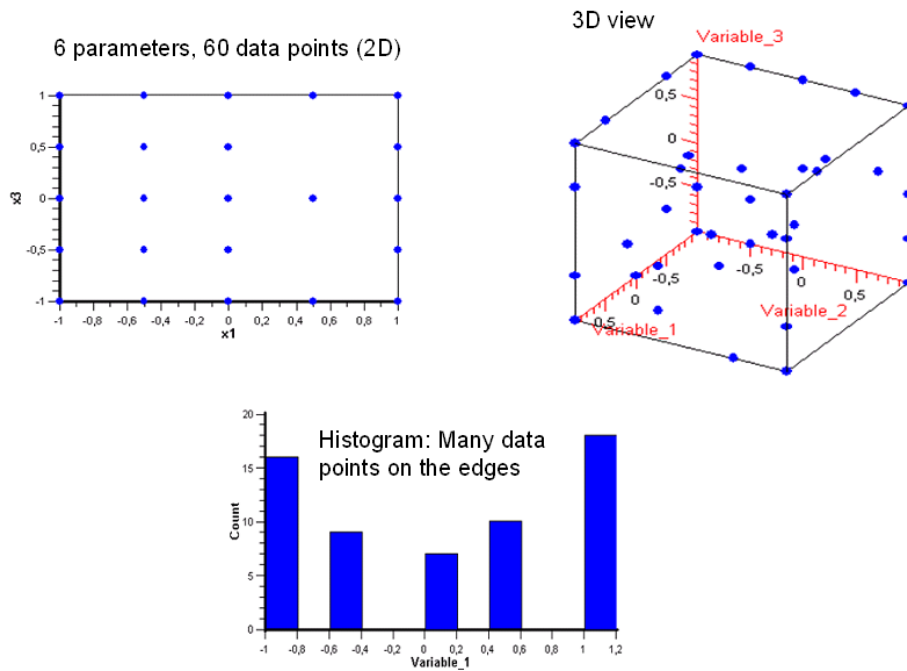 3D view
6 parameters, 60 data points (2D)
Variable_3
1
0,5
0
-0,5
-1
x3
-1 -0,8 -0,6 -0,4 -0,2 0 0,2 0,4 0,6 0,8 1
x1
0,5
0
-0,5
-0,5
0
0,5
-0,5
0
0,5
Variable_1
Variable_2
20
15
10
5
0
Count
Histogram: Many data
points on the edges
-1 -0,8 -0,6 -0,4 -0,2 0 0,2 0,4 0,6 0,8 1 1,2
Variable_1